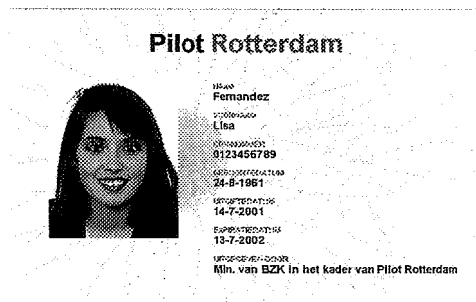 Pilot Rotterdam
Fernandez
Lisa
0123456789
24-8-1961
14-7-2001
13-7-2002
Min. van BZK in het kader van Pilot Rotterdam